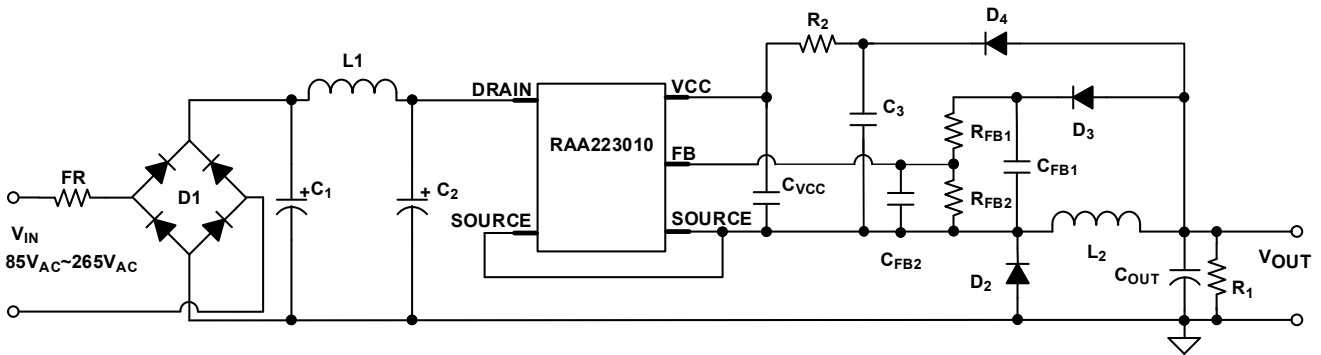 R2
D4
L1
DRAIN
VCC
C3
RFB1
D3
RAA223010
FR
D1
+ C1
+ C2
FB
CVCC
RFB2
CFB1
SOURCE
SOURCE
VIN
85VAC~265VAC
CFB2
D2
L2
COUT
R1
VOUT